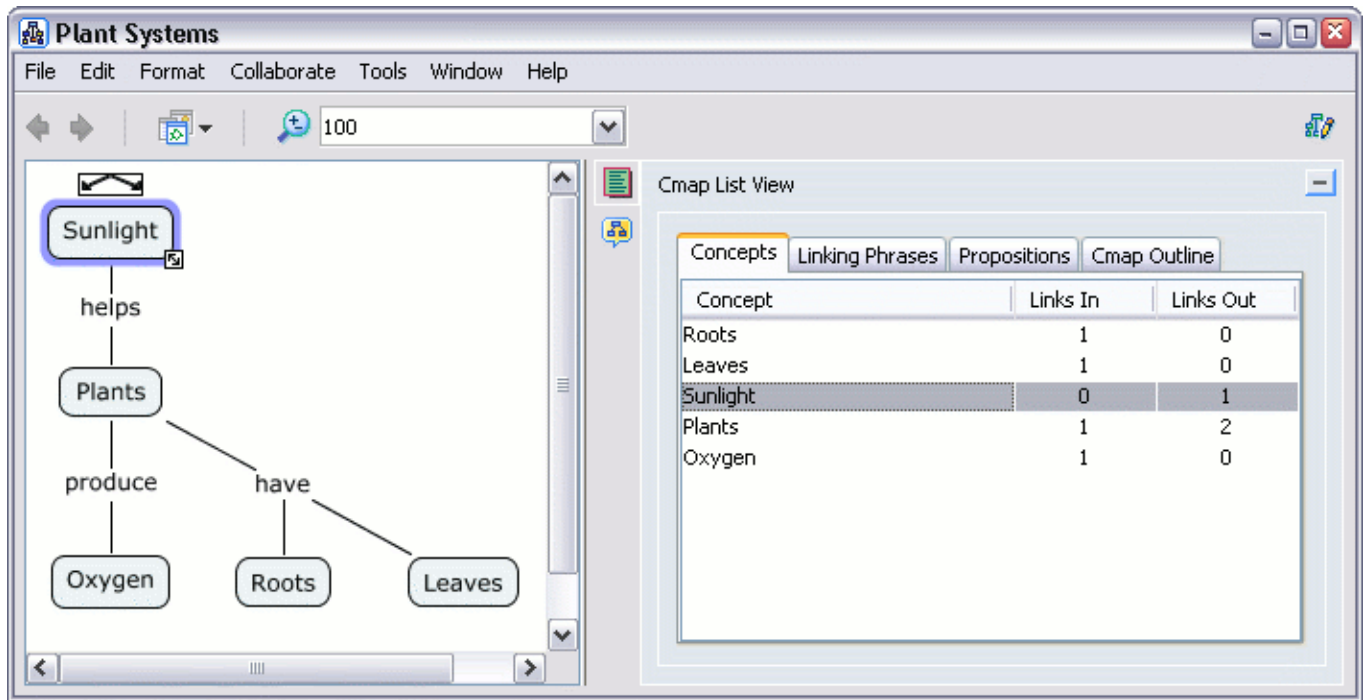 Plant Systems
File Edit Format Collaborate Tools Window Help
100
Sunlight
helps
Plants
produce
have
Oxygen
Roots
Leaves
Cmap List View
Concepts Linking Phrases Propositions Cmap Outline
Concept Links In Links Out
Roots 1 0
Leaves 1 0
Sunlight 0 1
Plants 1 2
Oxygen 1 0